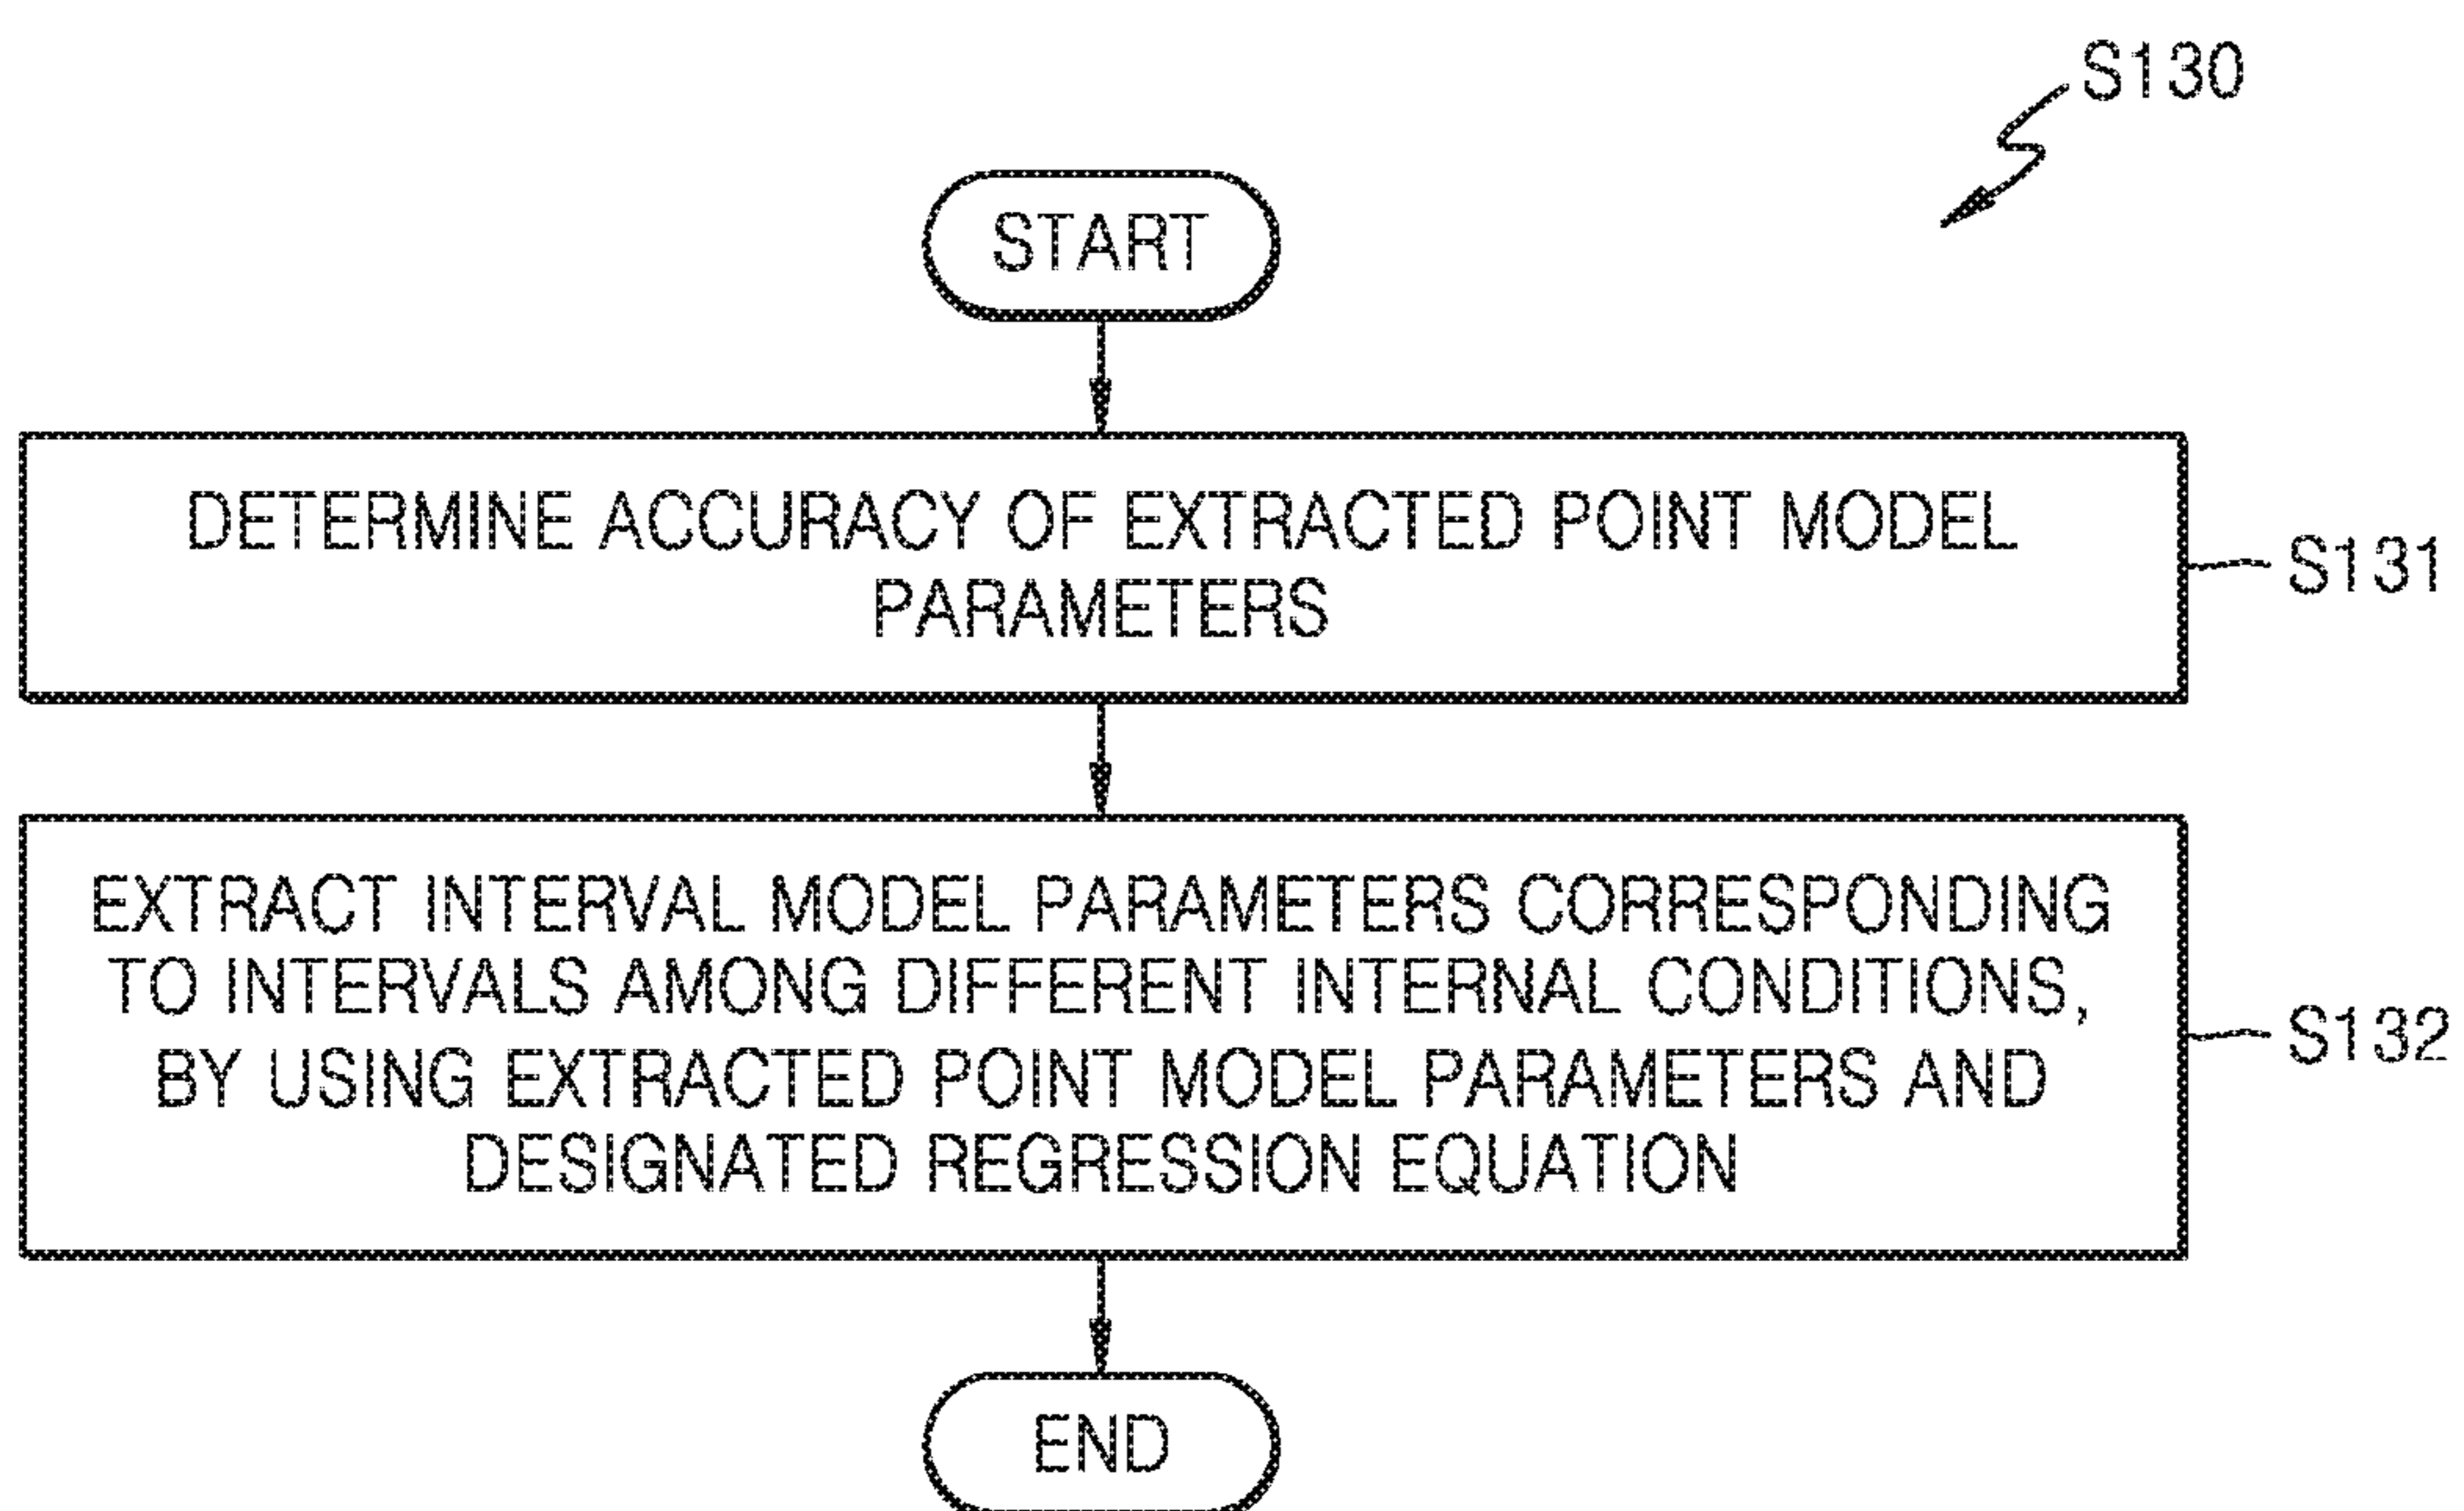 S130
START
DETERMINE ACCURACY OF EXTRACTED POINT MODEL
PARAMETERS
S131
EXTRACT INTERVAL MODEL PARAMETERS CORRESPONDING
TO INTERVALS AMONG DIFFERENT INTERNAL CONDITIONS,
BY USING EXTRACTED POINT MODEL PARAMETERS AND
DESIGNATED REGRESSION EQUATION
S132
END